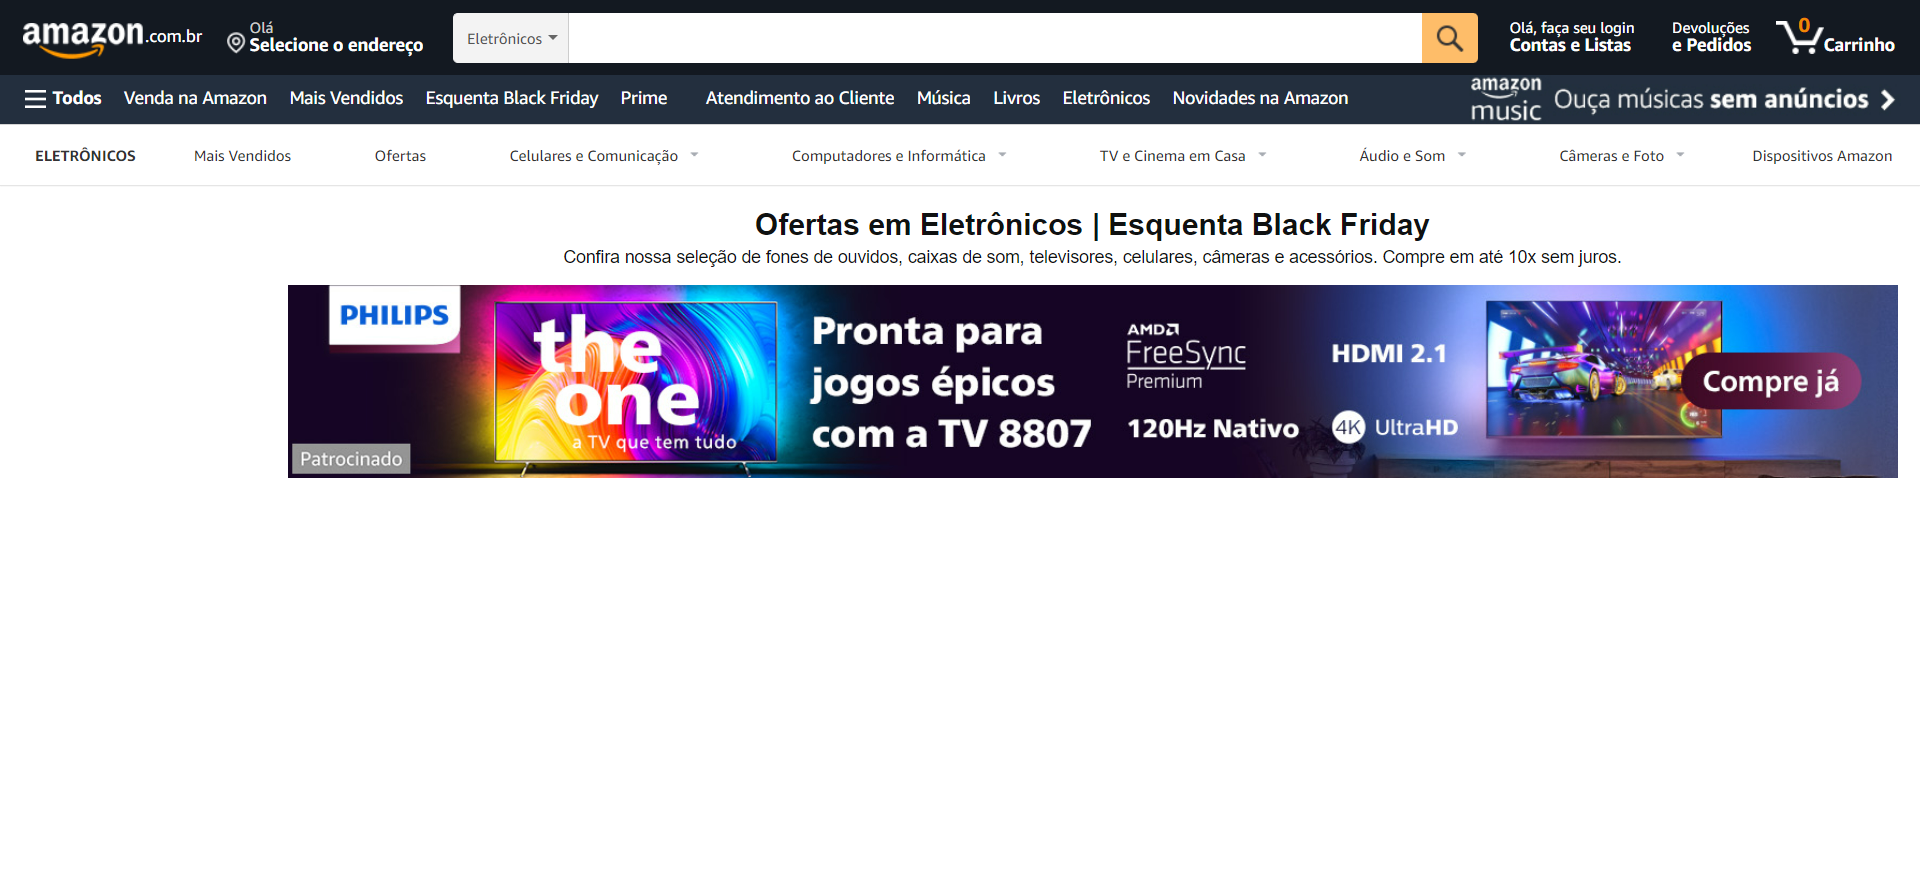 amazon.com.br
Olá
Selecione o endereço
Eletrônicos
Olá, faça seu login
Contas e Listas
Devoluções
e Pedidos
0
Carrinho
Todos
Venda na Amazon
Mais Vendidos
Esquenta Black Friday
Prime
Atendimento ao Cliente
Música
Livros
Eletrônicos
Novidades na Amazon
amazon
music
Ouça músicas sem anúncios
ELETRÔNICOS
Mais Vendidos
Ofertas
Celulares e Comunicação
Computadores e Informática
TV e Cinema em Casa
Áudio e Som
Câmeras e Foto
Dispositivos Amazon
Ofertas em Eletrônicos | Esquenta Black Friday
Confira nossa seleção de fones de ouvidos, caixas de som, televisores, celulares, câmeras e acessórios. Compre em até 10x sem juros.
PHILIPS
the
one
a TV que tem tudo
Pronta para
jogos épicos
com a TV 8807
AMD
FreeSync
Premium
HDMI 2.1
120Hz Nativo
4K UltraHD
Compre já
Patrocinado